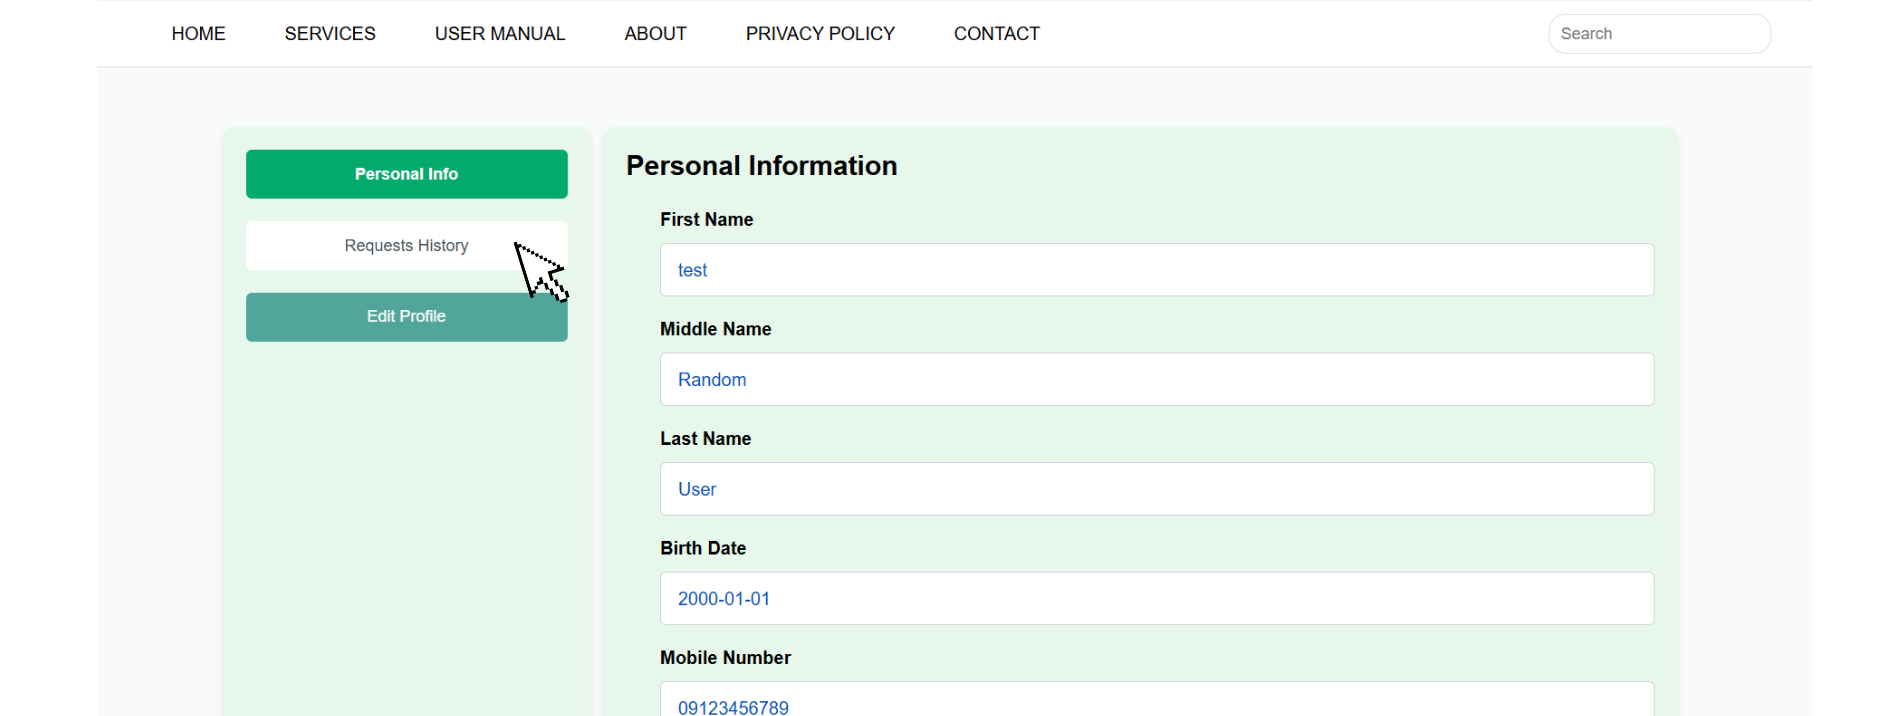 HOME SERVICES USER MANUAL ABOUT PRIVACY POLICY CONTACT Search
Personal Info
Requests History
Edit Profile
Personal Information
First Name
test
Middle Name
Random
Last Name
User
Birth Date
2000-01-01
Mobile Number
09123456789